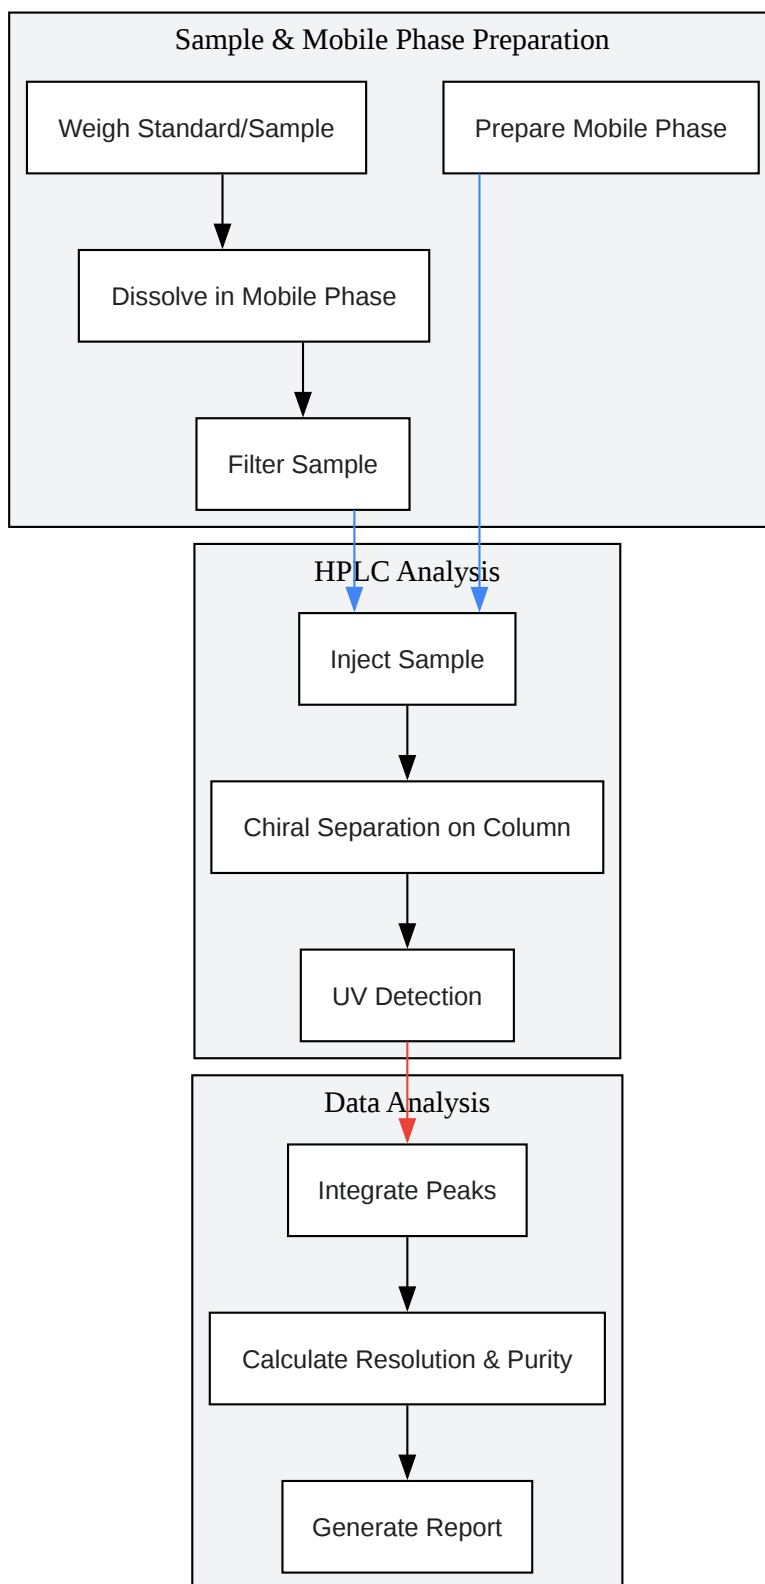 Sample & Mobile Phase Preparation
Weigh Standard/Sample
Prepare Mobile Phase
Dissolve in Mobile Phase
Filter Sample
HPLC Analysis
Inject Sample
Chiral Separation on Column
UV Detection
Data Analysis
Integrate Peaks
Calculate Resolution & Purity
Generate Report